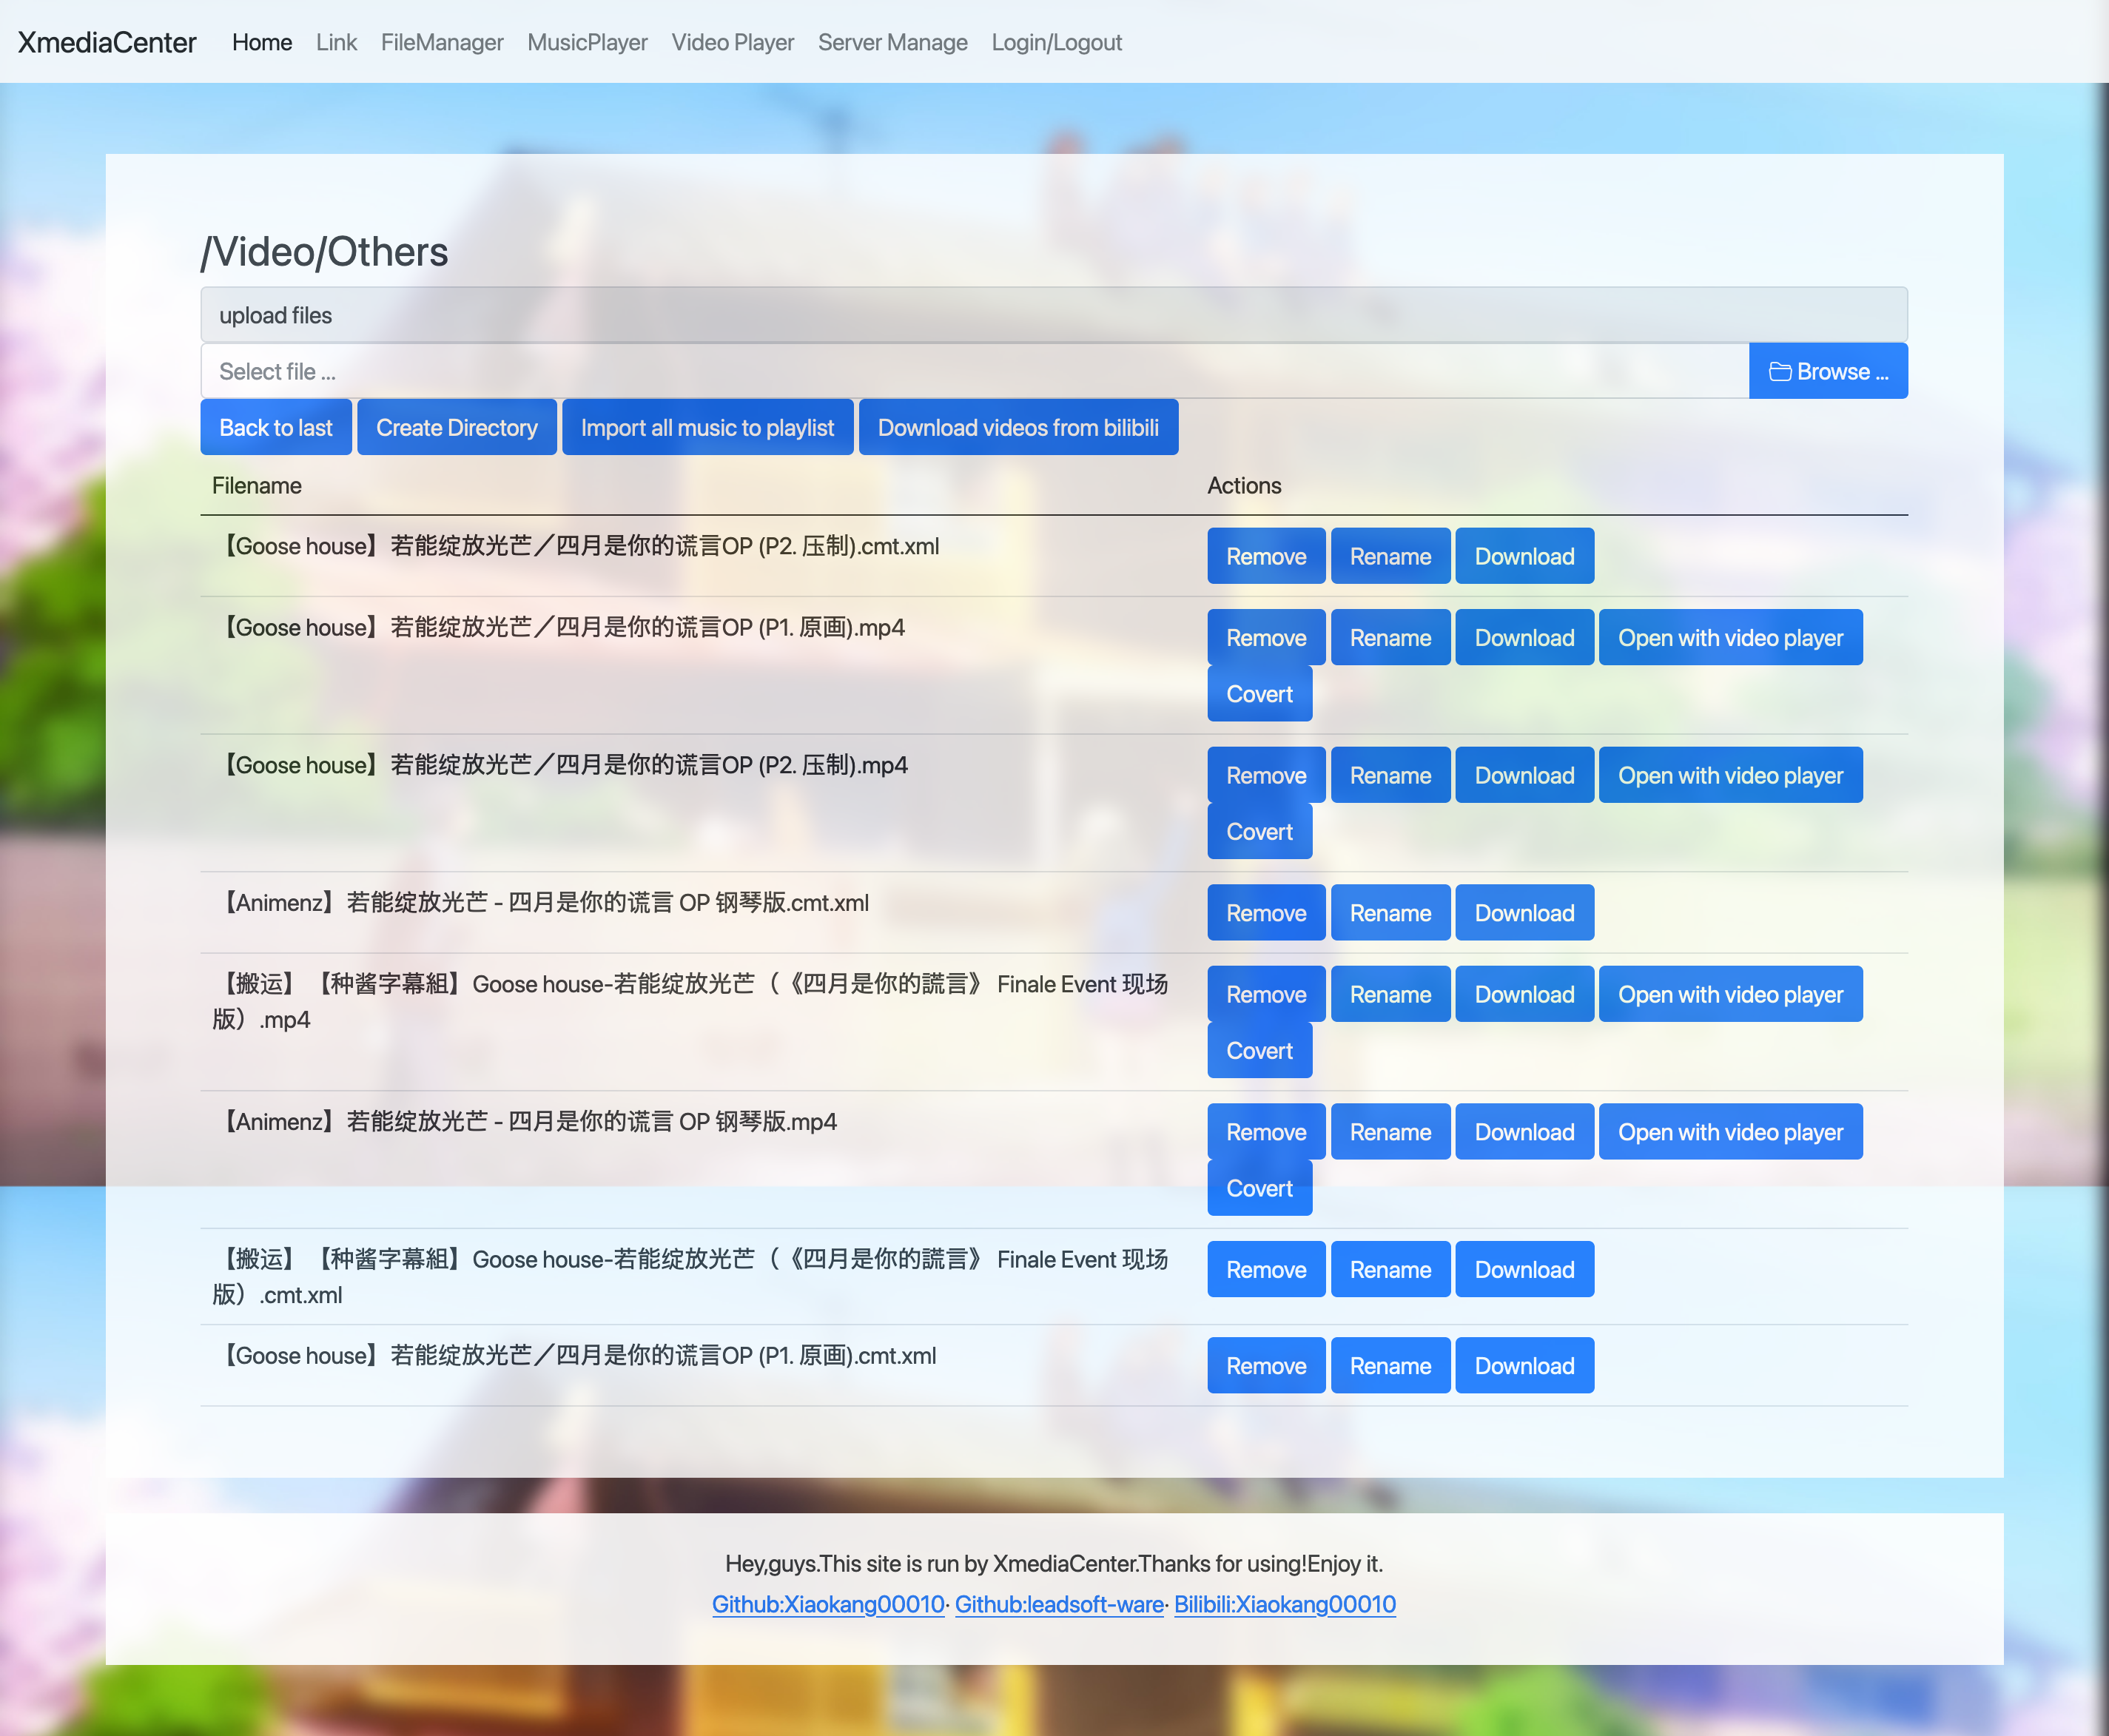 XmediaCenter Home Link FileManager MusicPlayer Video Player Server Manage Login/Logout
/Video/Others
upload files
Select file ... Browse ...
Back to last Create Directory Import all music to playlist Download videos from bilibili
Filename Actions
【Goose house】若能绽放光芒／四月是你的谎言OP (P2. 压制).cmt.xml Remove Rename Download
【Goose house】若能绽放光芒／四月是你的谎言OP (P1. 原画).mp4 Remove Rename Download Open with video player
Covert
【Goose house】若能绽放光芒／四月是你的谎言OP (P2. 压制).mp4 Remove Rename Download Open with video player
Covert
【Animenz】若能绽放光芒 - 四月是你的谎言 OP 钢琴版.cmt.xml Remove Rename Download
【搬运】【种酱字幕組】Goose house-若能绽放光芒（《四月是你的謊言》 Finale Event 现场 Remove Rename Download Open with video player
版）.mp4 Covert
【Animenz】若能绽放光芒 - 四月是你的谎言 OP 钢琴版.mp4 Remove Rename Download Open with video player
Covert
【搬运】【种酱字幕組】Goose house-若能绽放光芒（《四月是你的謊言》 Finale Event 现场 Remove Rename Download
版）.cmt.xml
【Goose house】若能绽放光芒／四月是你的谎言OP (P1. 原画).cmt.xml Remove Rename Download
Hey,guys.This site is run by XmediaCenter.Thanks for using!Enjoy it.
Github:Xiaokang00010· Github:leadsoft-ware· Bilibili:Xiaokang00010